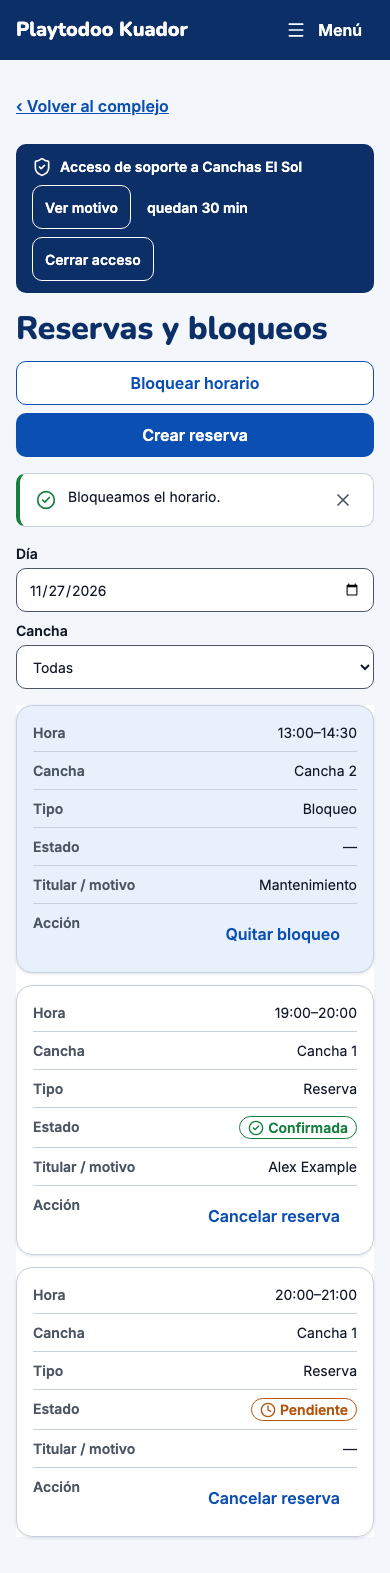 Playtodoo Kuador
Menú
‹ Volver al complejo
Acceso de soporte a Canchas El Sol
Ver motivo quedan 30 min
Cerrar acceso
Reservas y bloqueos
Bloquear horario
Crear reserva
Bloqueamos el horario.
Día
11/27/2026
Cancha
Todas
Hora 13:00–14:30
Cancha Cancha 2
Tipo Bloqueo
Estado —
Titular / motivo Mantenimiento
Acción Quitar bloqueo
Hora 19:00–20:00
Cancha Cancha 1
Tipo Reserva
Estado Confirmada
Titular / motivo Alex Example
Acción Cancelar reserva
Hora 20:00–21:00
Cancha Cancha 1
Tipo Reserva
Estado Pendiente
Titular / motivo —
Acción Cancelar reserva